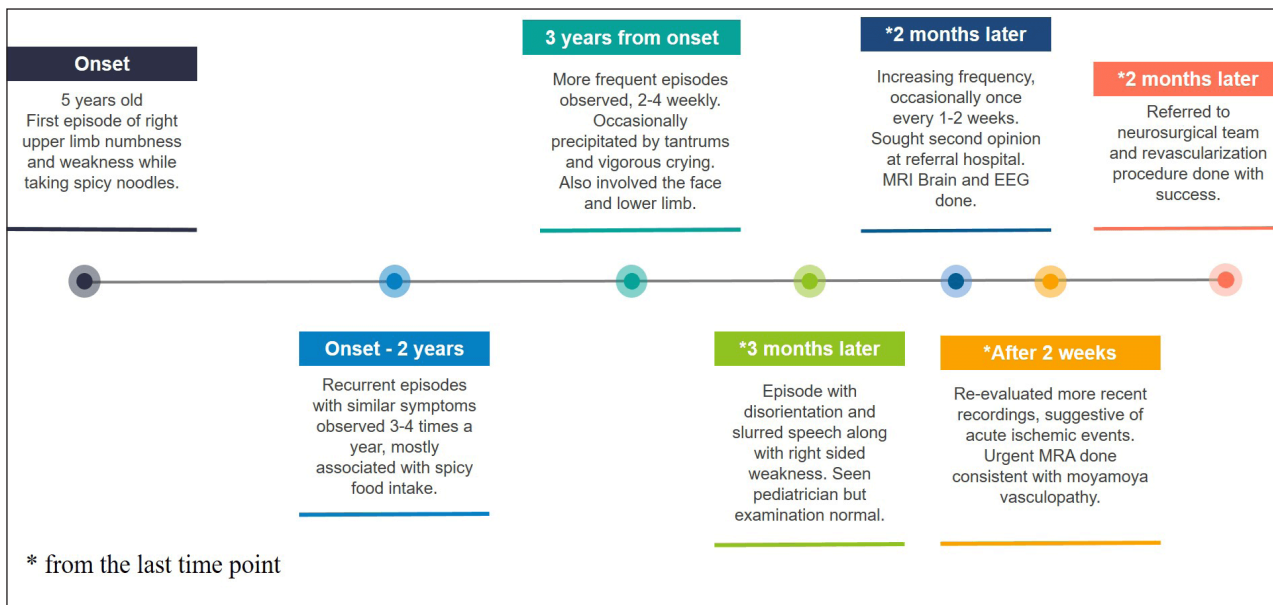 Onset
5 years old
First episode of right
upper limb numbness
and weakness while
taking spicy noodles.
Onset - 2 years
Recurrent episodes
with similar symptoms
observed 3-4 times a
year, mostly
associated with spicy
food intake.
3 years from onset
More frequent episodes
observed, 2-4 weekly.
Occasionally
precipitated by tantrums
and vigorous crying.
Also involved the face
and lower limb.
*3 months later
Episode with
disorientation and
slurred speech along
with right sided
weakness. Seen
pediatrician but
examination normal.
*2 months later
Increasing frequency,
occasionally once
every 1-2 weeks.
Sought second opinion
at referral hospital.
MRI Brain and EEG
done.
*After 2 weeks
Re-evaluated more recent
recordings, suggestive of
acute ischemic events.
Urgent MRA done
consistent with moyamoya
vasculopathy.
*2 months later
Referred to
neurosurgical team
and revascularization
procedure done with
success.
* from the last time point